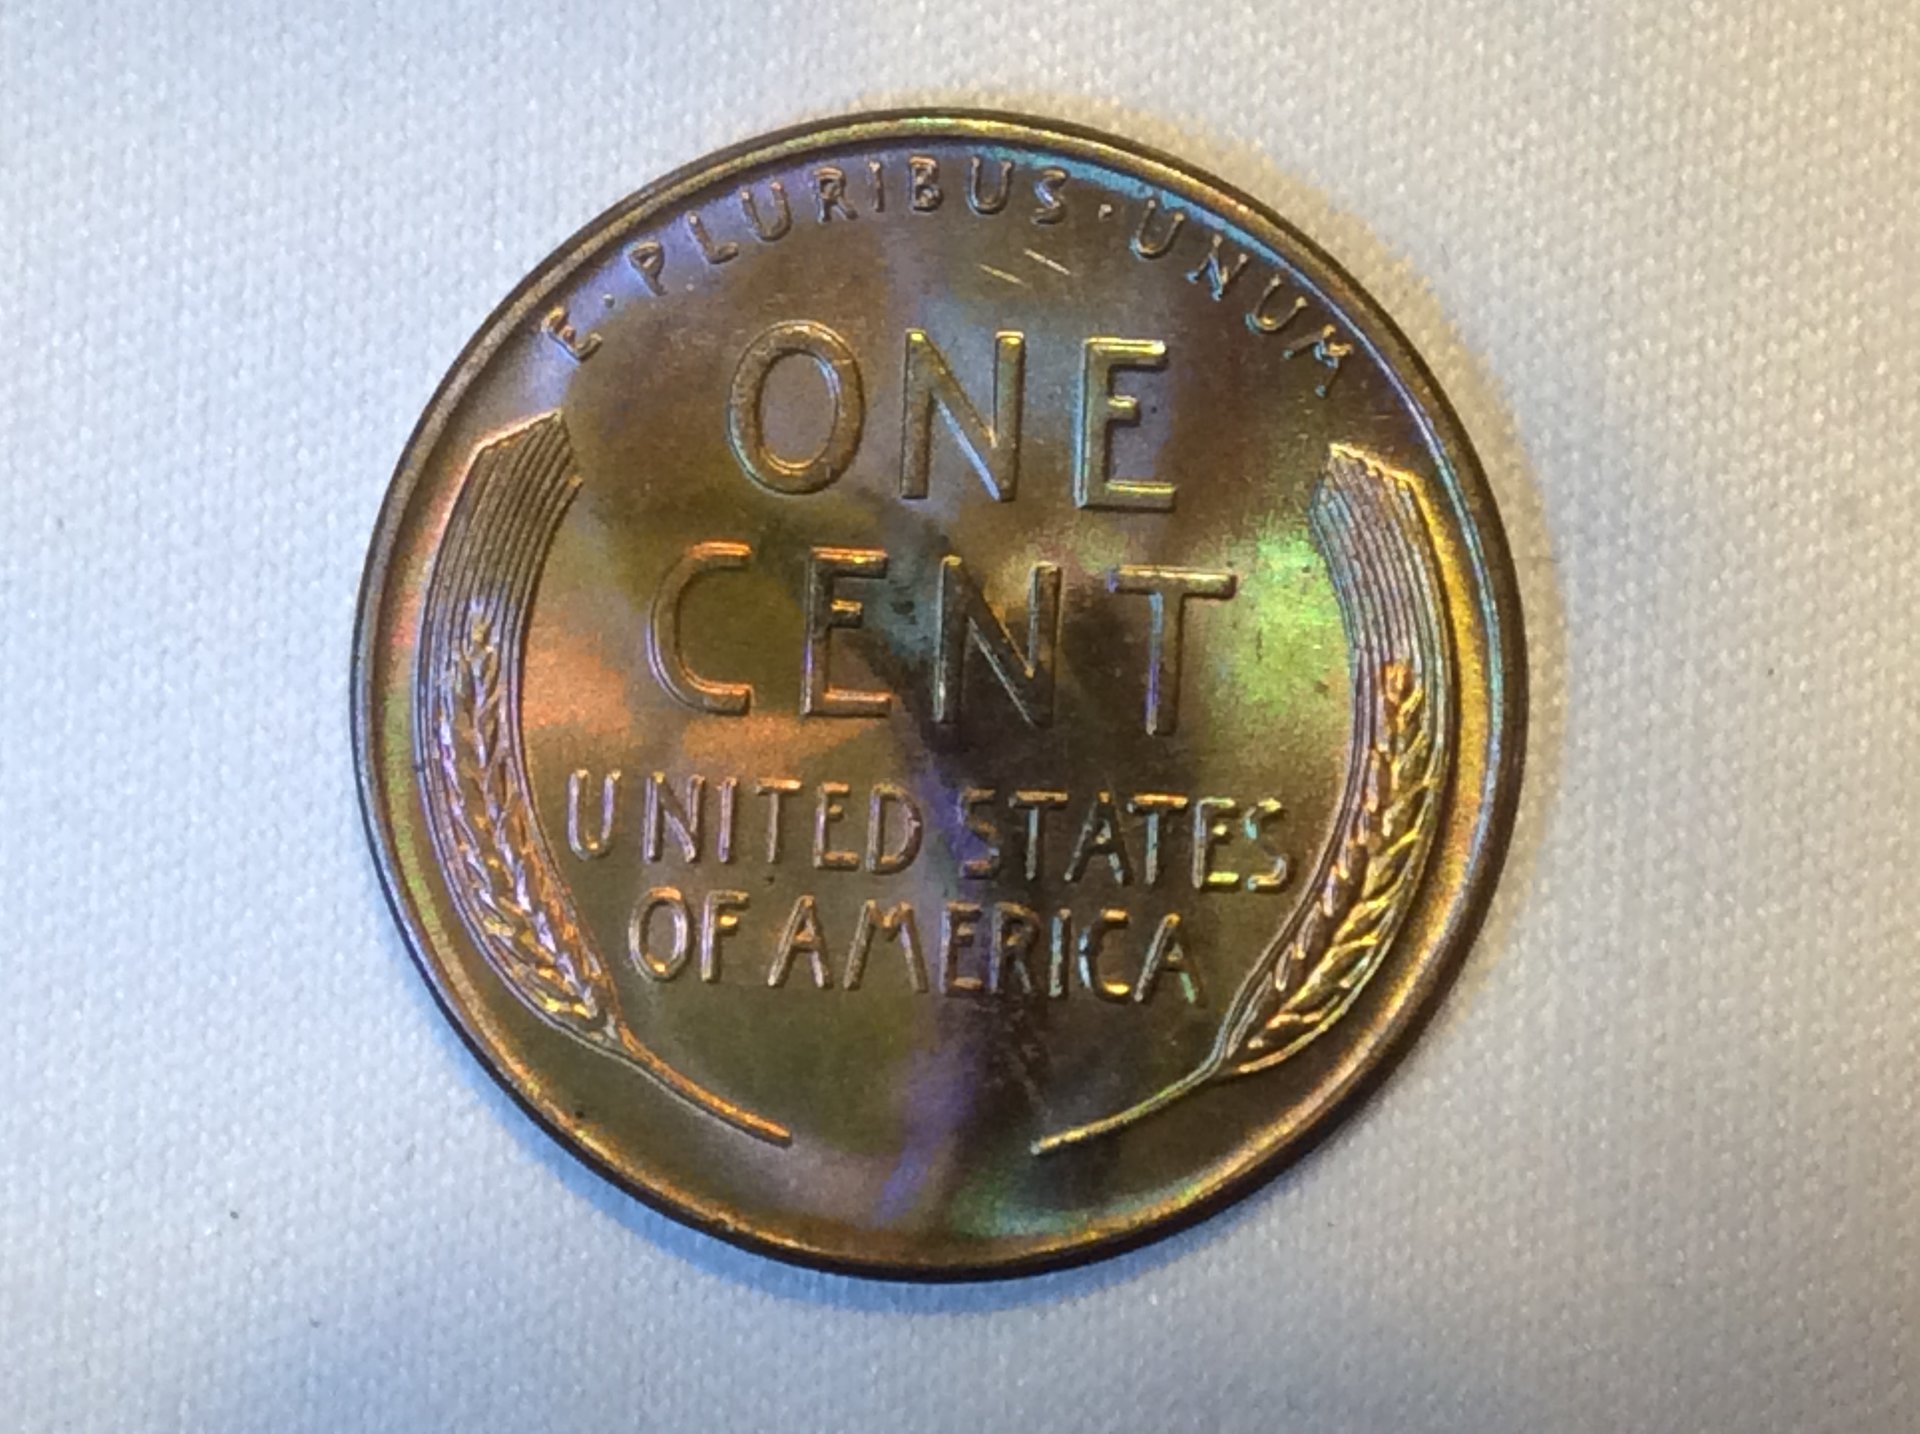 E·PLURIBUS·UNUM
ONE
CENT
UNITED STATES
OF AMERICA